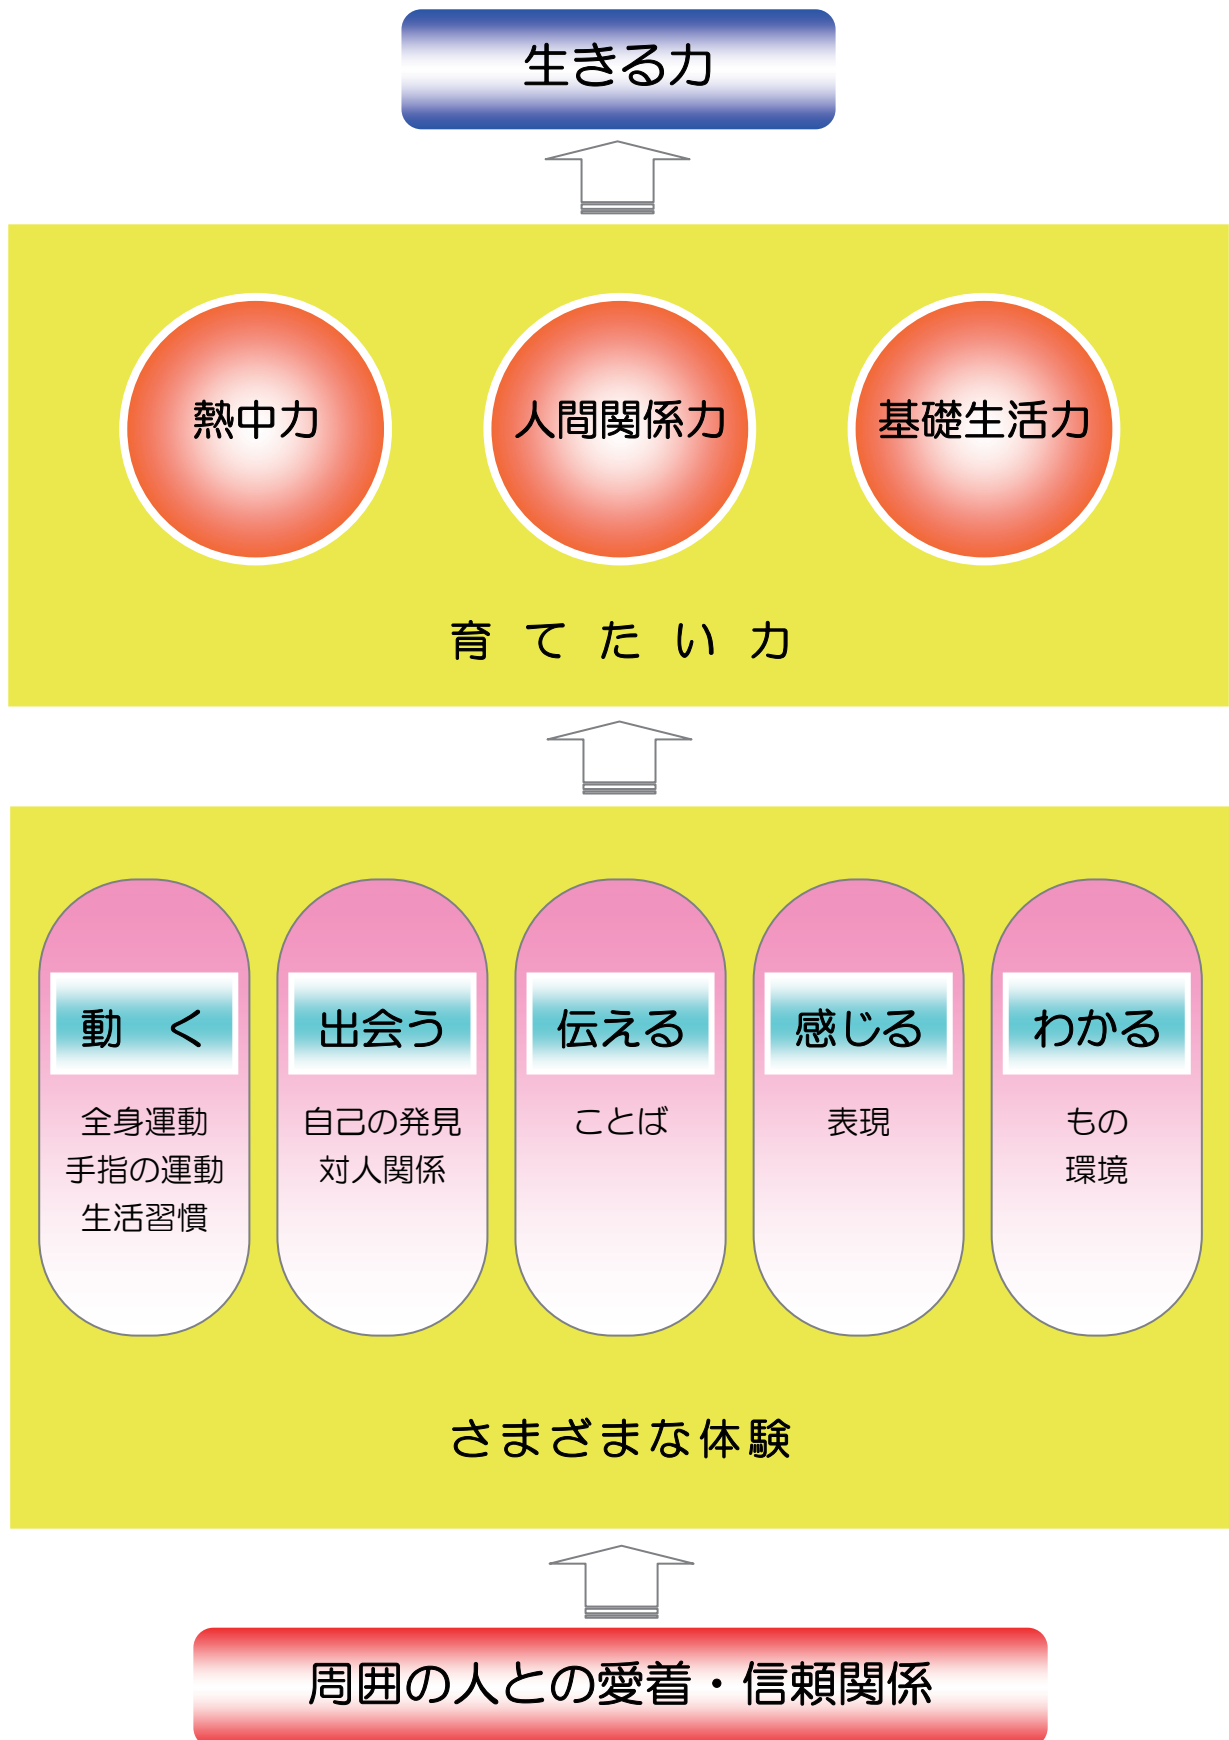 生きる力
熱中力
人間関係力
基礎生活力
育てたい力
動く
全身運動
手指の運動
生活習慣
出会う
自己の発見
対人関係
伝える
ことば
感じる
表現
わかる
もの
環境
さまざまな体験
周囲の人との愛着・信頼関係